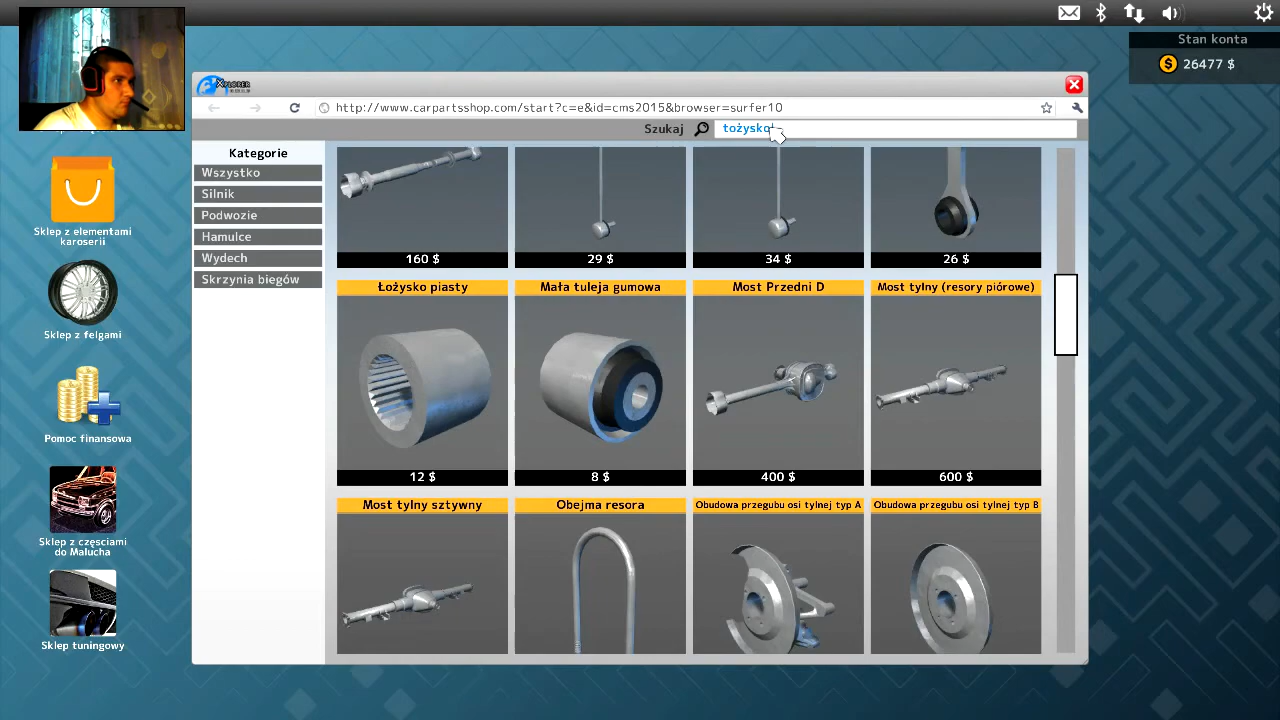 Stan konta
26477 $
XPLORER
http://www.carpartsshop.com/start?c=e&id=cms2015&browser=surfer10
Szukaj
tożysko
Kategorie
Wszystko
Silnik
Podwozie
Hamulce
Wydech
Skrzynia biegów
Sklep z elementami
karoserii
Sklep z felgami
Pomoc finansowa
Sklep z częsciami
do Malucha
Sklep tuningowy
160 $
29 $
34 $
26 $
Łożysko piasty
Mała tuleja gumowa
Most Przedni D
Most tylny (resory piórowe)
12 $
8 $
400 $
600 $
Most tylny sztywny
Obejma resora
Obudowa przegubu osi tylnej typ A
Obudowa przegubu osi tylnej typ B